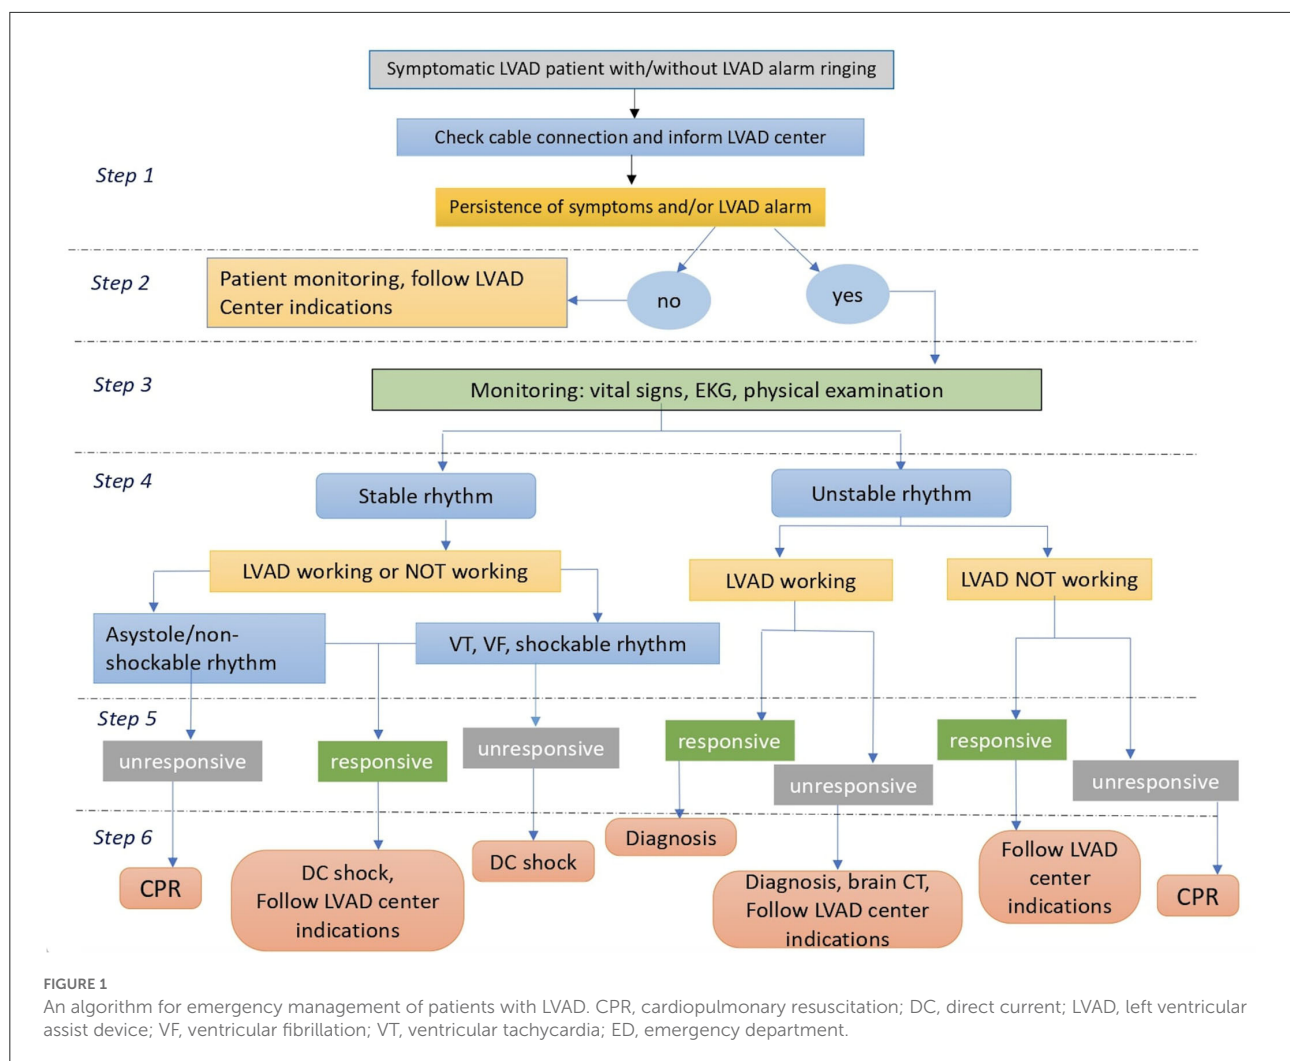 Symptomatic LVAD patient with/without LVAD alarm ringing
Check cable connection and inform LVAD center
Step 1
Persistence of symptoms and/or LVAD alarm
Step 2
Patient monitoring, follow LVAD
Center indications
no
yes
Step 3
Monitoring: vital signs, EKG, physical examination
Step 4
Stable rhythm
Unstable rhythm
LVAD working or NOT working
LVAD working
LVAD NOT working
Asystole/non-
shockable rhythm
VT, VF, shockable rhythm
Step 5
unresponsive
responsive
unresponsive
responsive
unresponsive
responsive
unresponsive
Step 6
CPR
DC shock,
Follow LVAD center
indications
DC shock
Diagnosis
Diagnosis, brain CT,
Follow LVAD center
indications
Follow LVAD
center
indications
CPR
FIGURE 1
An algorithm for emergency management of patients with LVAD. CPR, cardiopulmonary resuscitation; DC, direct current; LVAD, left ventricular
assist device; VF, ventricular fibrillation; VT, ventricular tachycardia; ED, emergency department.